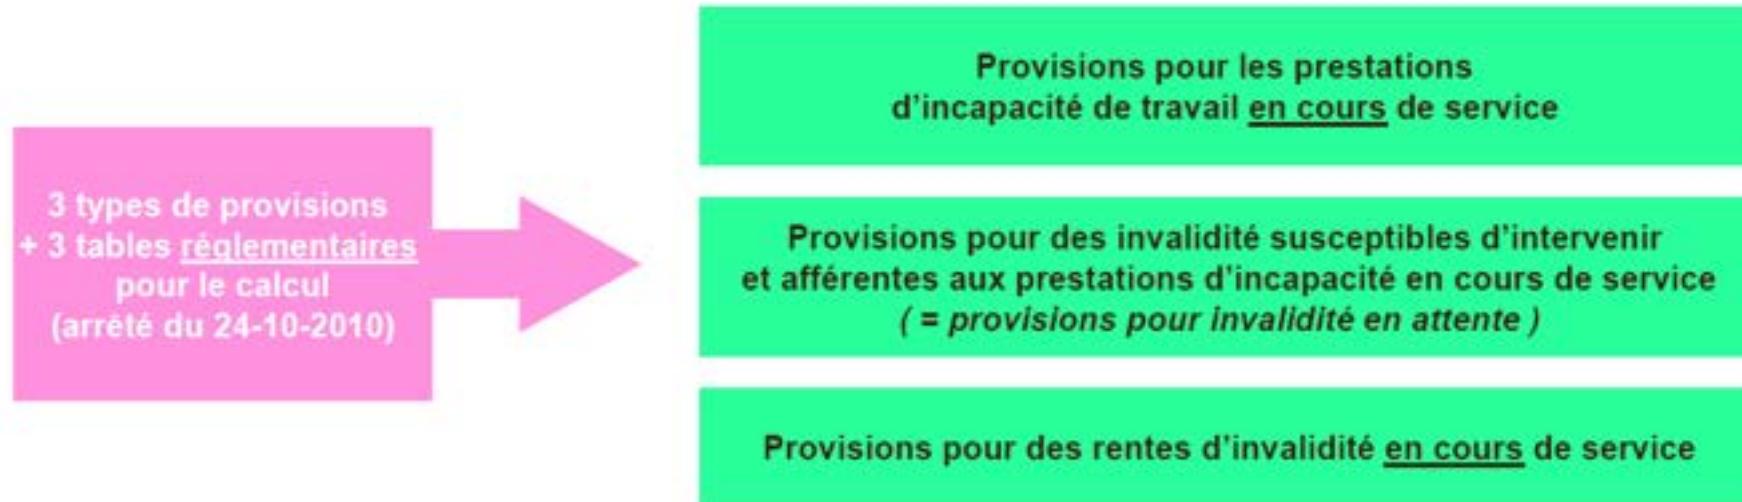 3 types de provisions
+ 3 tables réglementaires
pour le calcul
(arrêté du 24-10-2010)
Provisions pour les prestations
d'incapacité de travail en cours de service
Provisions pour des invalidité susceptibles d'intervenir
et afférentes aux prestations d'incapacité en cours de service
( = provisions pour invalidité en attente )
Provisions pour des rentes d'invalidité en cours de service